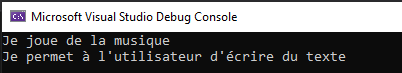 Microsoft Visual Studio Debug Console
Je joue de la musique
Je permet à l'utilisateur d'écrire du texte